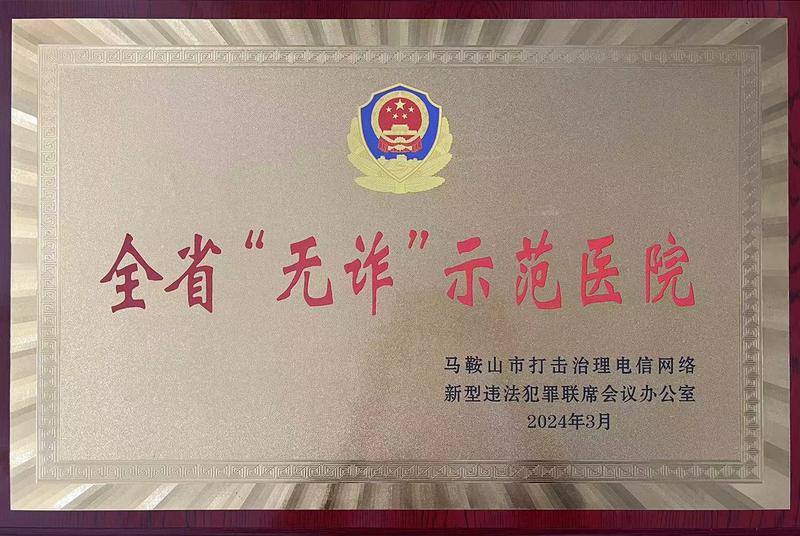 全省“无诈”示范医院
马鞍山市打击治理电信网络
新型违法犯罪联席会议办公室
2024年3月